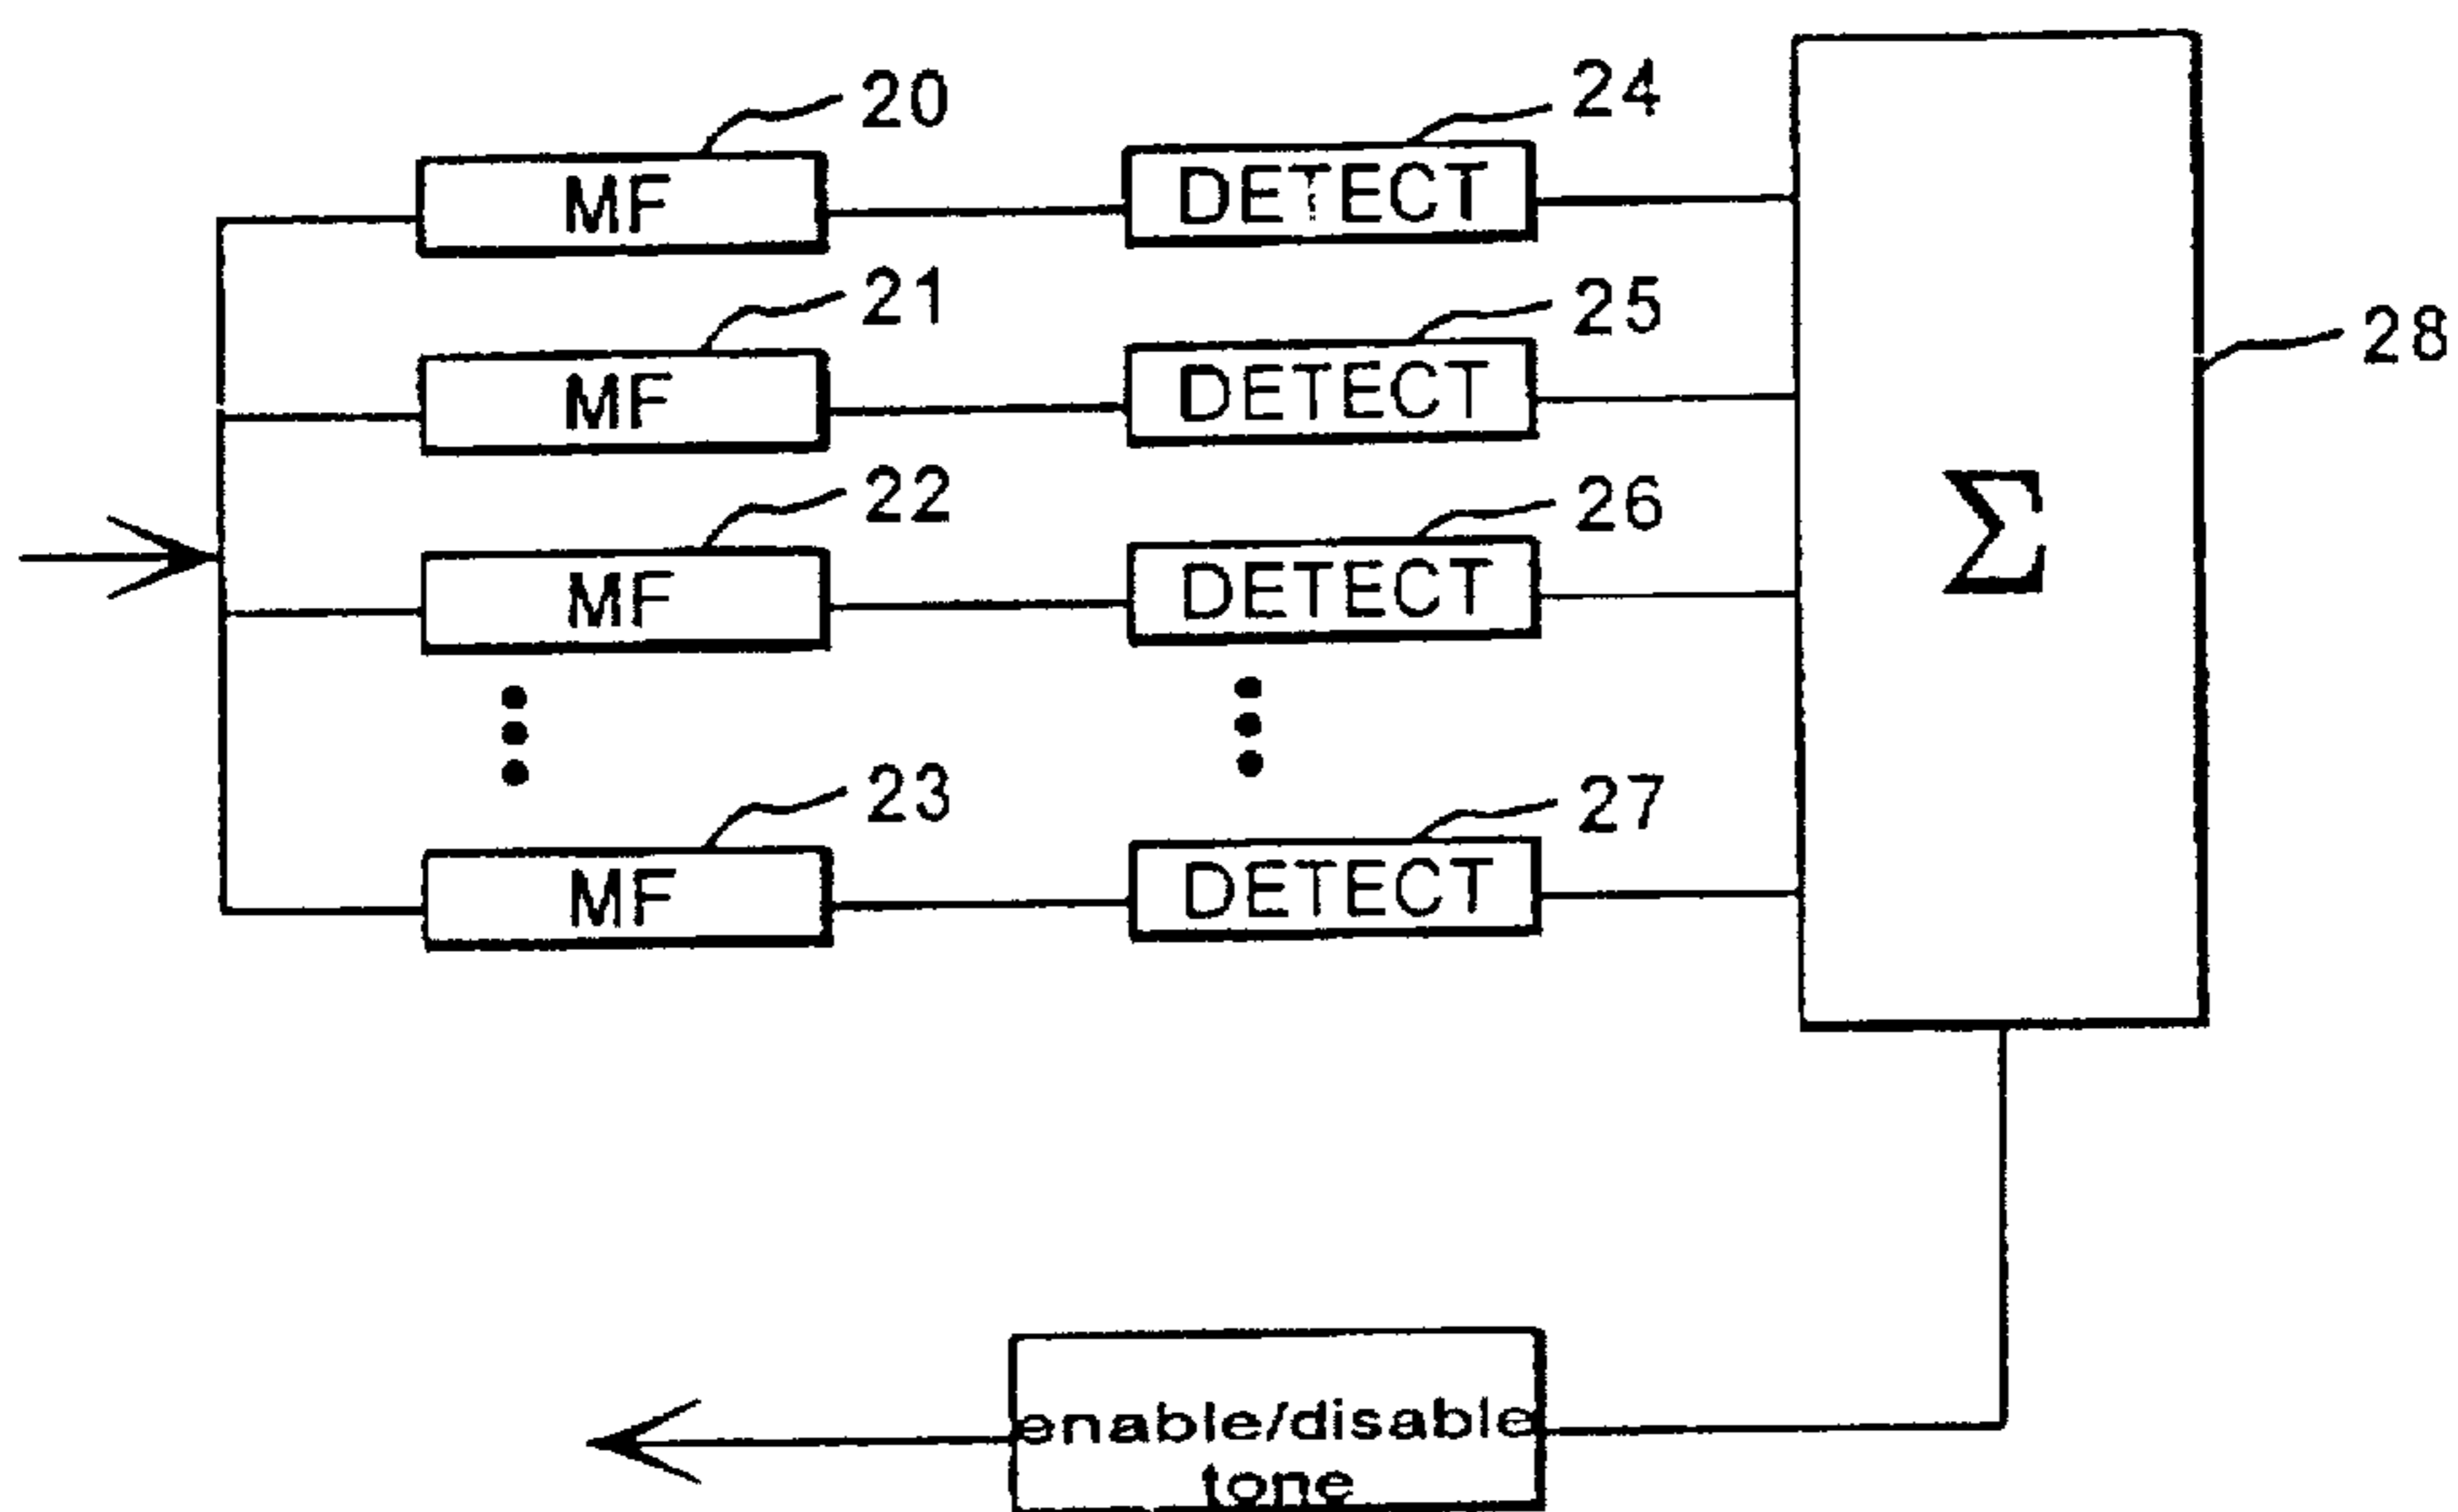 20
24
MF
DETECT
21
25
28
MF
DETECT
22
26
MF
DETECT
Σ
23
27
MF
DETECT
enable/disable
tone